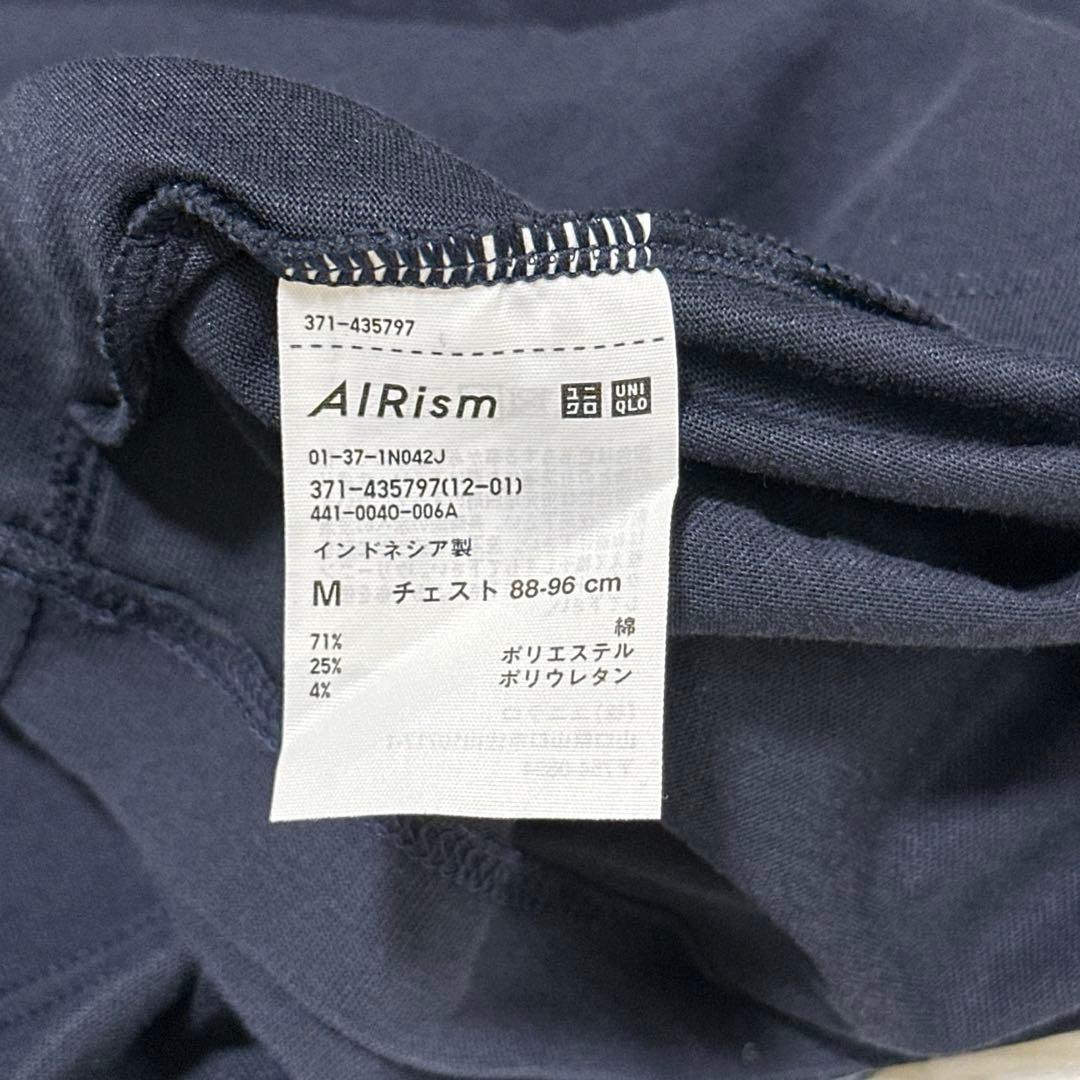 371-435797
AIRism ユニクロ UNIQLO
01-37-1N042J
371-435797(12-01)
441-0040-006A
インドネシア製
M チェスト 88-96 cm
綿
71%
ポリエステル
25%
ポリウレタン
4%